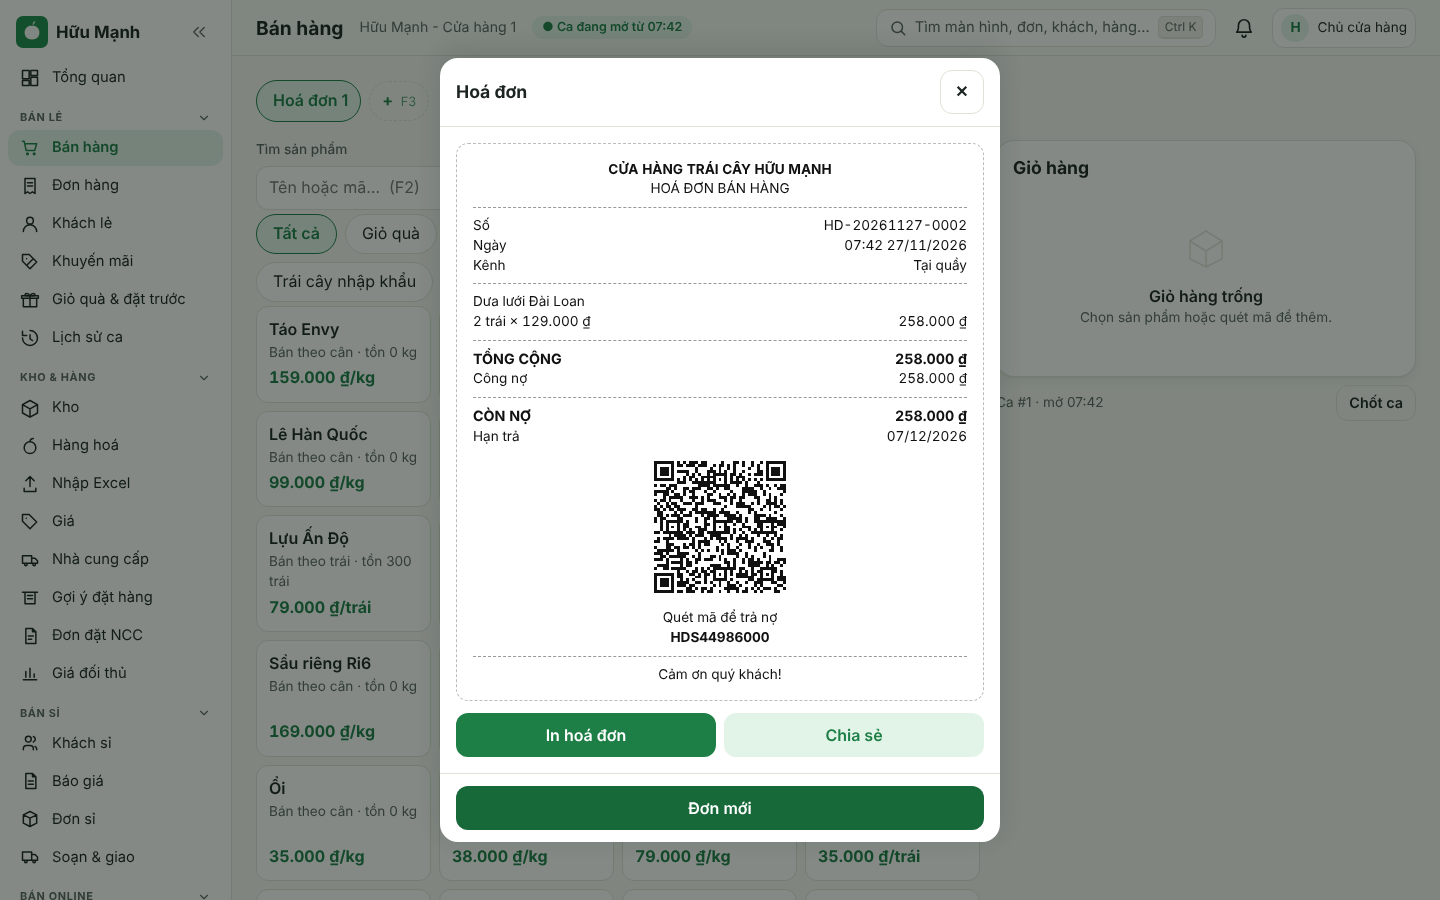 Hữu Mạnh
Tổng quan
BÁN LẺ
Bán hàng
Đơn hàng
Khách lẻ
Khuyến mãi
Giỏ quà & đặt trước
Lịch sử ca
KHO & HÀNG
Kho
Hàng hoá
Nhập Excel
Giá
Nhà cung cấp
Gợi ý đặt hàng
Đơn đặt NCC
Giá đối thủ
BÁN SỈ
Khách sỉ
Báo giá
Đơn sỉ
Soạn & giao
BÁN ONLINE
Bán hàng
Hữu Mạnh - Cửa hàng 1
Ca đang mở từ 07:42
Tìm màn hình, đơn, khách, hàng...
Ctrl K
H
Chủ cửa hàng
Hoá đơn 1
+ F3
Tìm sản phẩm
Tên hoặc mã... (F2)
Tất cả
Giỏ quà
Trái cây nhập khẩu
Táo Envy
Bán theo cân · tồn 0 kg
159.000 ₫/kg
Lê Hàn Quốc
Bán theo cân · tồn 0 kg
99.000 ₫/kg
Lựu Ấn Độ
Bán theo trái · tồn 300
trái
79.000 ₫/trái
Sầu riêng Ri6
Bán theo cân · tồn 0 kg
169.000 ₫/kg
Ổi
Bán theo cân · tồn 0 kg
35.000 ₫/kg
38.000 ₫/kg
79.000 ₫/kg
35.000 ₫/trái
Hoá đơn
CỬA HÀNG TRÁI CÂY HỮU MẠNH
HOÁ ĐƠN BÁN HÀNG
Số HD-20261127-0002
Ngày 07:42 27/11/2026
Kênh Tại quầy
Dưa lưới Đài Loan
2 trái × 129.000 ₫ 258.000 ₫
TỔNG CỘNG 258.000 ₫
Công nợ 258.000 ₫
CÒN NỢ 258.000 ₫
Hạn trả 07/12/2026
Quét mã để trả nợ
HDS44986000
Cảm ơn quý khách!
In hoá đơn
Chia sẻ
Đơn mới
Giỏ hàng
Giỏ hàng trống
Chọn sản phẩm hoặc quét mã để thêm.
Ca #1 · mở 07:42
Chốt ca